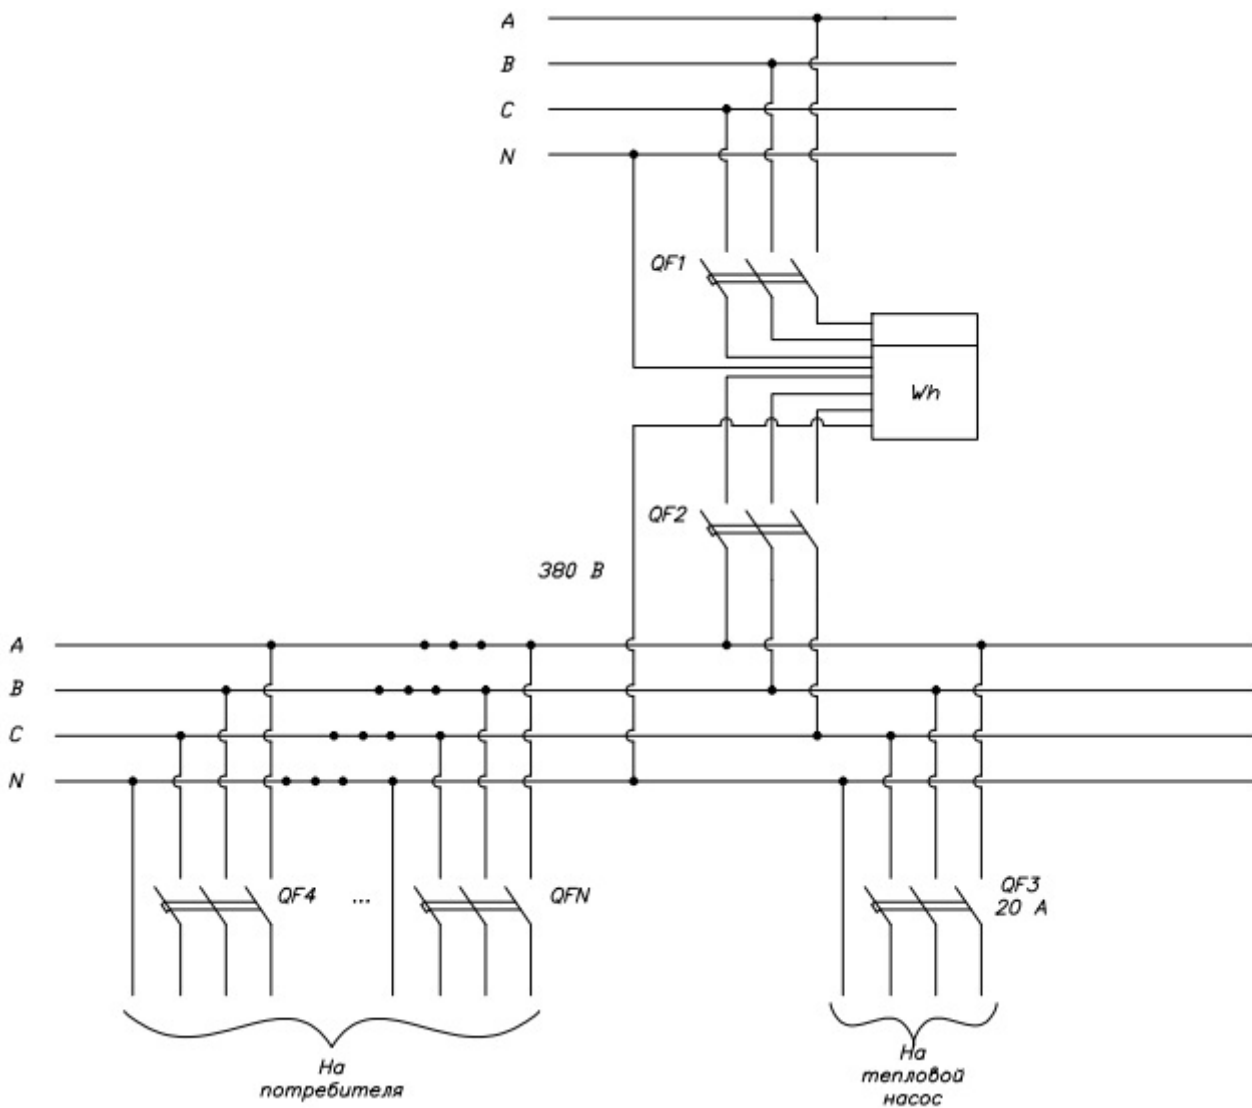 A
B
C
N
QF1
Wh
QF2
380 В
A
B
C
N
QF4
...
QFN
QF3
20 А
На
потребителя
На
тепловой
насос